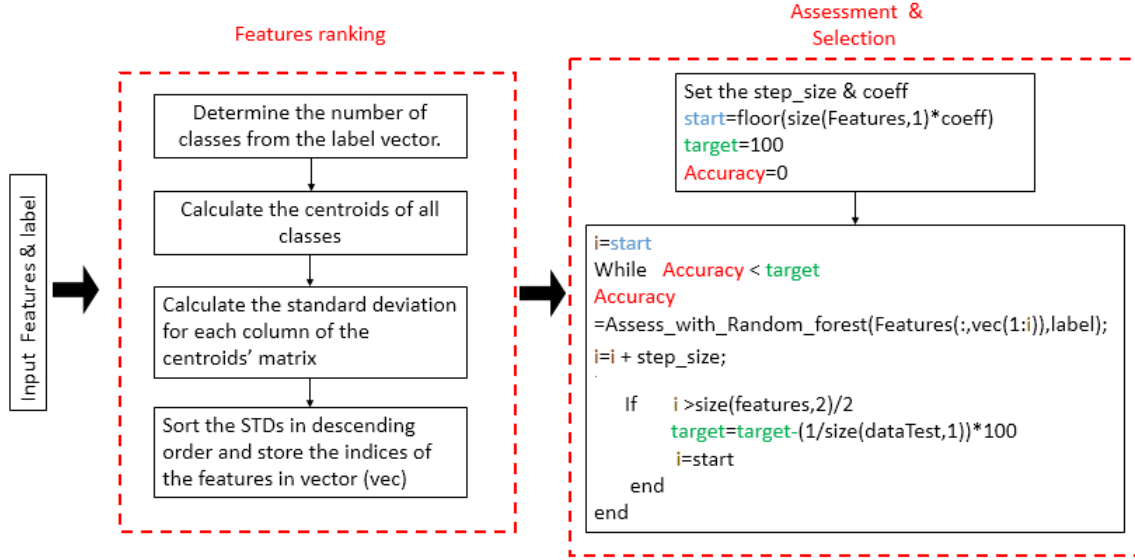 Features ranking
Assessment &
Selection
Input Features & label
Determine the number of
classes from the label vector.
Calculate the centroids of all
classes
Calculate the standard deviation
for each column of the
centroids’ matrix
Sort the STDs in descending
order and store the indices of
the features in vector (vec)
Set the step_size & coeff
start=floor(size(Features,1)*coeff)
target=100
Accuracy=0
i=start
While Accuracy < target
Accuracy
=Assess_with_Random_forest(Features(:,vec(1:i)),label);
i=i + step_size;
If i >size(features,2)/2
target=target-(1/size(dataTest,1))*100
i=start
end
end